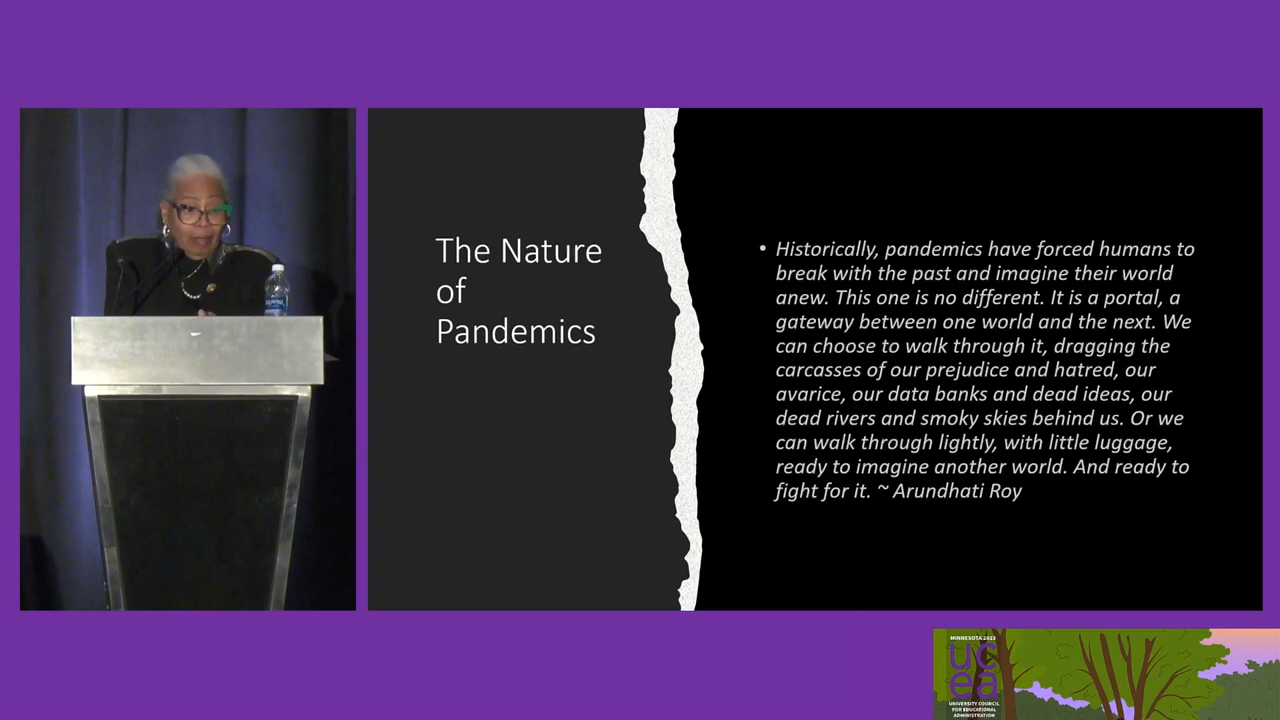 The Nature
of
Pandemics
• Historically, pandemics have forced humans to
break with the past and imagine their world
anew. This one is no different. It is a portal, a
gateway between one world and the next. We
can choose to walk through it, dragging the
carcasses of our prejudice and hatred, our
avarice, our data banks and dead ideas, our
dead rivers and smoky skies behind us. Or we
can walk through lightly, with little luggage,
ready to imagine another world. And ready to
fight for it. ~ Arundhati Roy
MINNESOTA 2023
uc
ea
UNIVERSITY COUNCIL
FOR EDUCATIONAL
ADMINISTRATION